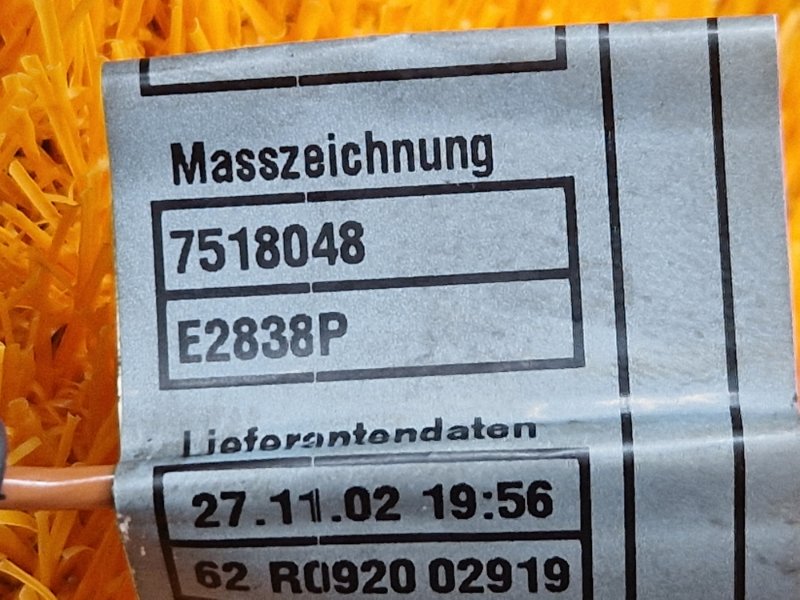 Masszeichnung
7518048
E2838P
Lieferantendaten
27.11.02 19:56
62 R0920 02919